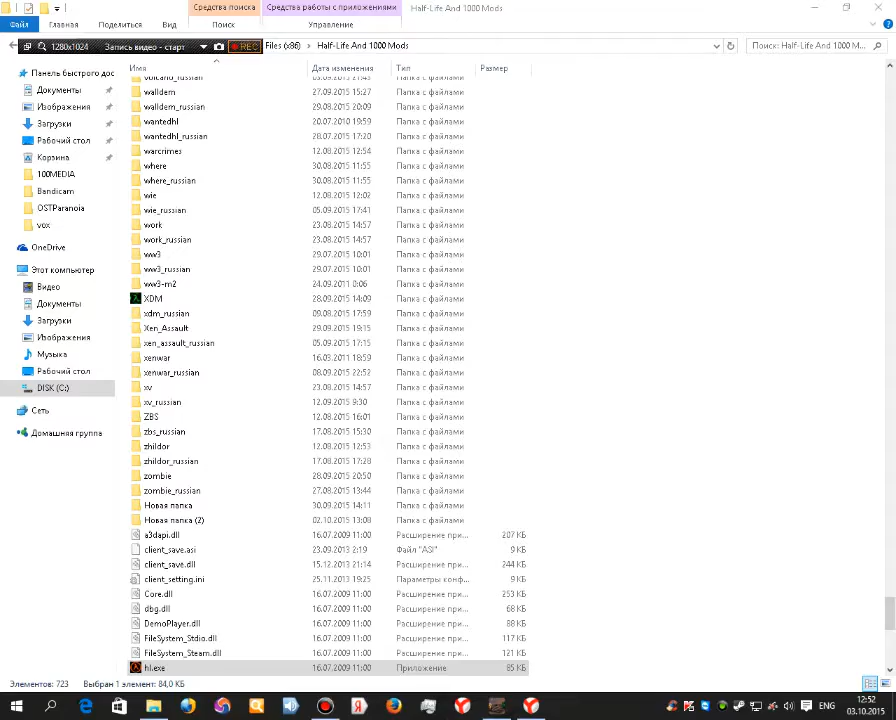 Средства поиска
Средства работы с приложениями
Half-Life And 1000 Mods
Файл
Главная
Поделиться
Вид
Поиск
Управление
1280x1024
Запись видео - старт
REC
Files (x86)
Half-Life And 1000 Mods
Поиск: Half-Life And 1000 M...
Имя
Дата изменения
Тип
Размер
Панель быстрого дос
Документы
Изображения
Загрузки
Рабочий стол
Корзина
100MEDIA
Bandicam
OSTParanoia
vox
OneDrive
Этот компьютер
Видео
Документы
Загрузки
Изображения
Музыка
Рабочий стол
DISK (C:)
Сеть
Домашняя группа
volcano_russian 03.09.2015 21:43 Папка с файлами
walldem 27.09.2015 15:27 Папка с файлами
walldem_russian 29.08.2015 20:09 Папка с файлами
wantedhl 20.07.2010 19:59 Папка с файлами
wantedhl_russian 28.07.2015 17:20 Папка с файлами
warcrimes 12.08.2015 12:54 Папка с файлами
where 30.08.2015 11:55 Папка с файлами
where_russian 30.08.2015 11:55 Папка с файлами
wie 12.08.2015 12:02 Папка с файлами
wie_russian 05.09.2015 17:41 Папка с файлами
work 23.08.2015 14:57 Папка с файлами
work_russian 23.08.2015 14:57 Папка с файлами
ww3 29.07.2015 10:01 Папка с файлами
ww3_russian 29.07.2015 10:01 Папка с файлами
ww3-m2 24.09.2011 0:06 Папка с файлами
XDM 28.09.2015 14:09 Папка с файлами
xdm_russian 09.08.2015 17:59 Папка с файлами
Xen_Assault 29.09.2015 19:15 Папка с файлами
xen_assault_russian 05.09.2015 17:15 Папка с файлами
xenwar 16.03.2011 18:59 Папка с файлами
xenwar_russian 08.09.2015 22:52 Папка с файлами
xv 23.08.2015 14:57 Папка с файлами
xv_russian 12.09.2015 9:30 Папка с файлами
ZBS 12.08.2015 16:01 Папка с файлами
zbs_russian 17.08.2015 15:30 Папка с файлами
zhildor 12.08.2015 12:53 Папка с файлами
zhildor_russian 17.08.2015 17:28 Папка с файлами
zombie 28.09.2015 20:50 Папка с файлами
zombie_russian 27.08.2015 13:44 Папка с файлами
Новая папка 30.09.2015 14:11 Папка с файлами
Новая папка (2) 02.10.2015 13:08 Папка с файлами
a3dapi.dll 16.07.2009 11:00 Расширение при... 207 КБ
client_save.asi 23.09.2013 2:19 Файл "ASI" 9 КБ
client_save.dll 15.12.2013 21:14 Расширение при... 244 КБ
client_setting.ini 25.11.2013 19:25 Параметры конф... 9 КБ
Core.dll 16.07.2009 11:00 Расширение при... 253 КБ
dbg.dll 16.07.2009 11:00 Расширение при... 68 КБ
DemoPlayer.dll 16.07.2009 11:00 Расширение при... 88 КБ
FileSystem_Stdio.dll 16.07.2009 11:00 Расширение при... 117 КБ
FileSystem_Steam.dll 16.07.2009 11:00 Расширение при... 121 КБ
hl.exe 16.07.2009 11:00 Приложение 85 КБ
Элементов: 723 Выбран 1 элемент: 84,0 КБ
ENG
12:52
03.10.2015